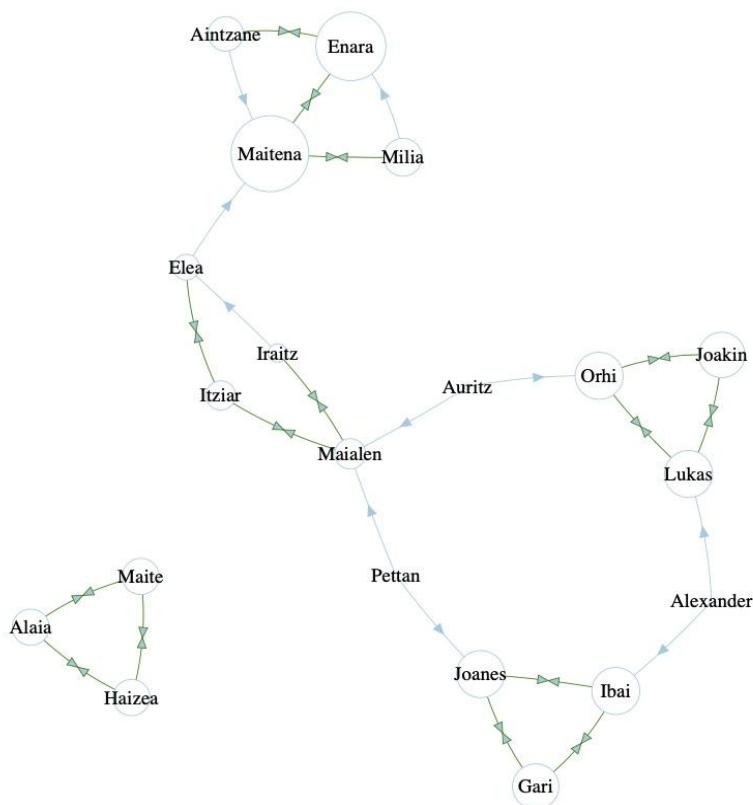 Aintzane
Enara
Maitena
Milia
Elea
Iraitz
Itziar
Auritz
Orhi
Joakin
Maialen
Lukas
Maite
Pettan
Alexander
Alaia
Joanes
Ibai
Haizea
Gari